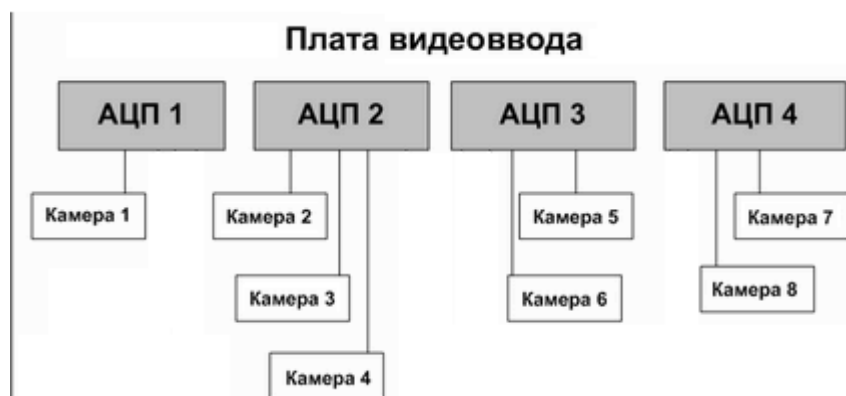 Плата видеоввода
АЦП 1
АЦП 2
АЦП 3
АЦП 4
Камера 1
Камера 2
Камера 5
Камера 7
Камера 3
Камера 6
Камера 8
Камера 4